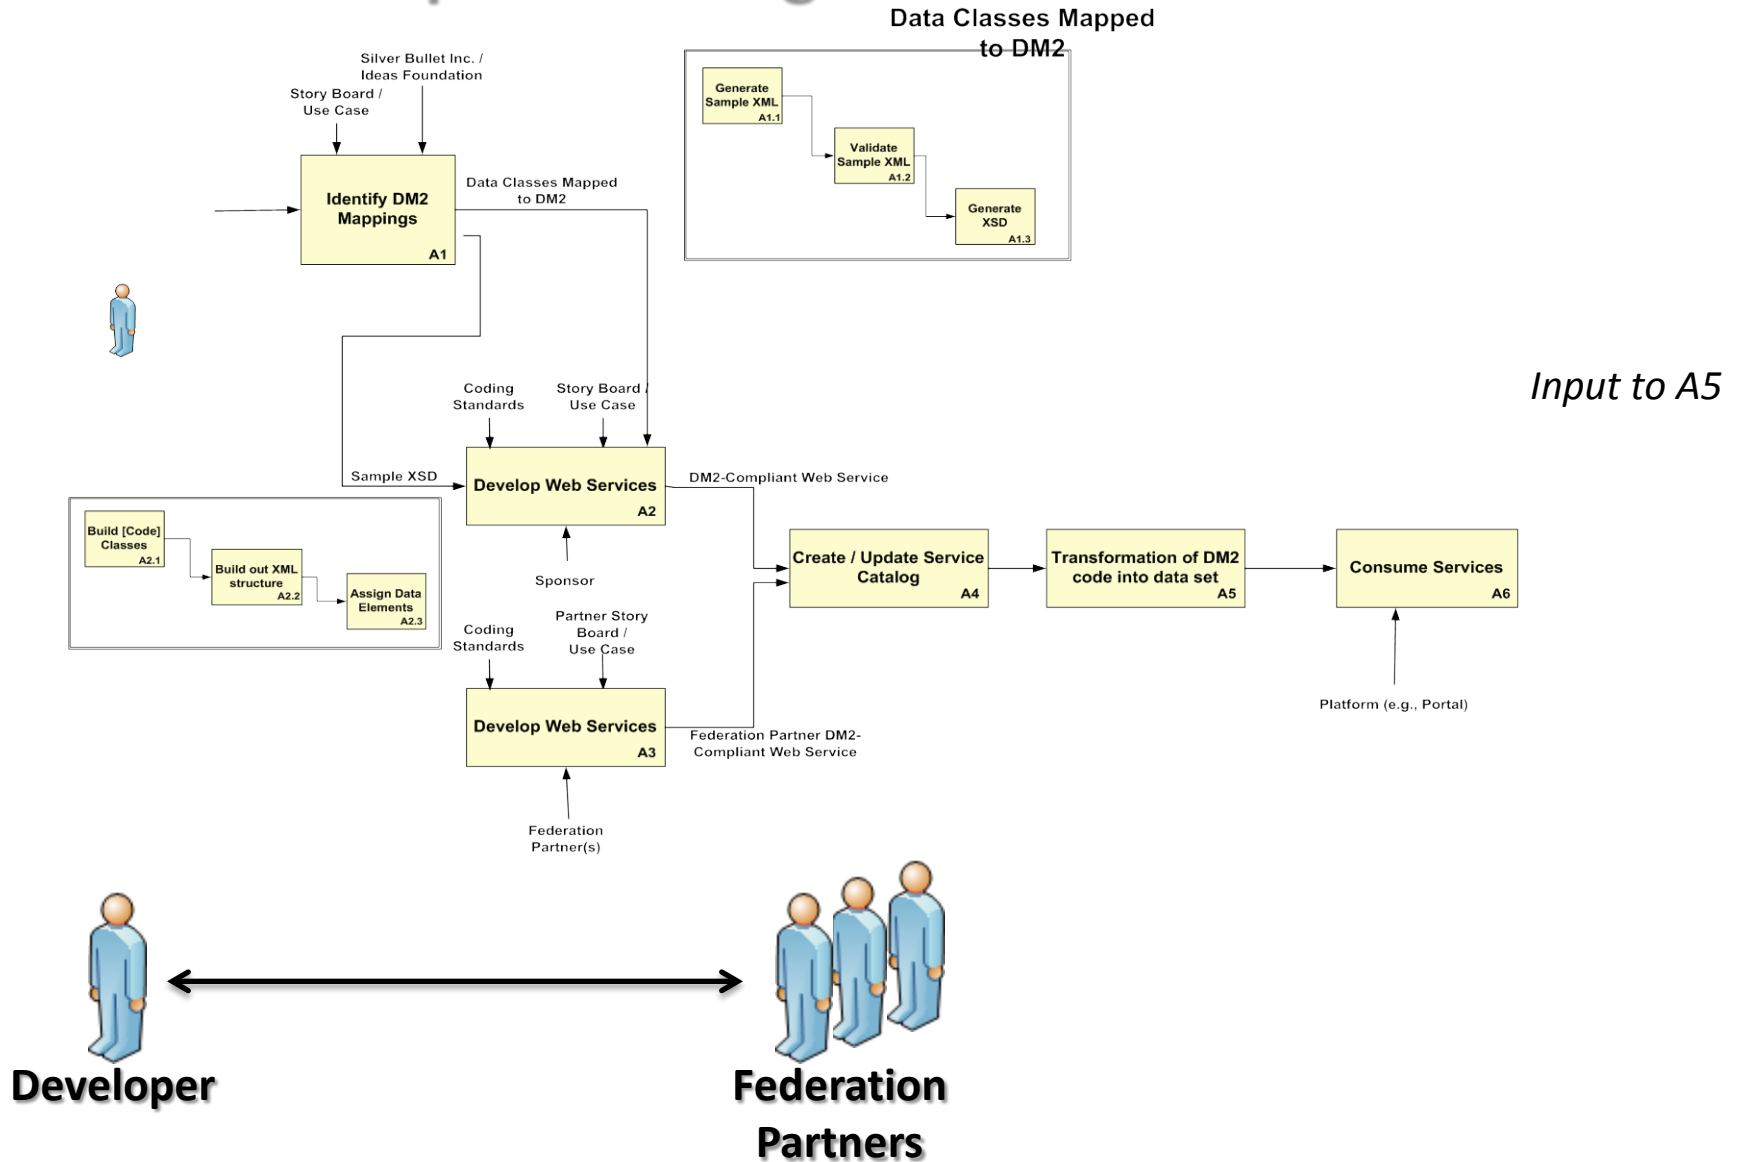 Data Classes Mapped
to DM2
Silver Bullet Inc. /
Ideas Foundation
Story Board /
Use Case
Generate
Sample XML
A1.1
Validate
Sample XML
A1.2
Generate
XSD
A1.3
Identify DM2
Mappings
A1
Data Classes Mapped
to DM2
Input to A5
Coding
Standards
Story Board /
Use Case
Sample XSD
Develop Web Services
A2
DM2-Compliant Web Service
Build [Code]
Classes
A2.1
Build out XML
structure
A2.2
Assign Data
Elements
A2.3
Sponsor
Create / Update Service
Catalog
A4
Transformation of DM2
code into data set
A5
Consume Services
A6
Coding
Standards
Partner Story
Board /
Use Case
Develop Web Services
A3
Federation Partner DM2-
Compliant Web Service
Platform (e.g., Portal)
Federation
Partner(s)
Developer
Federation
Partners